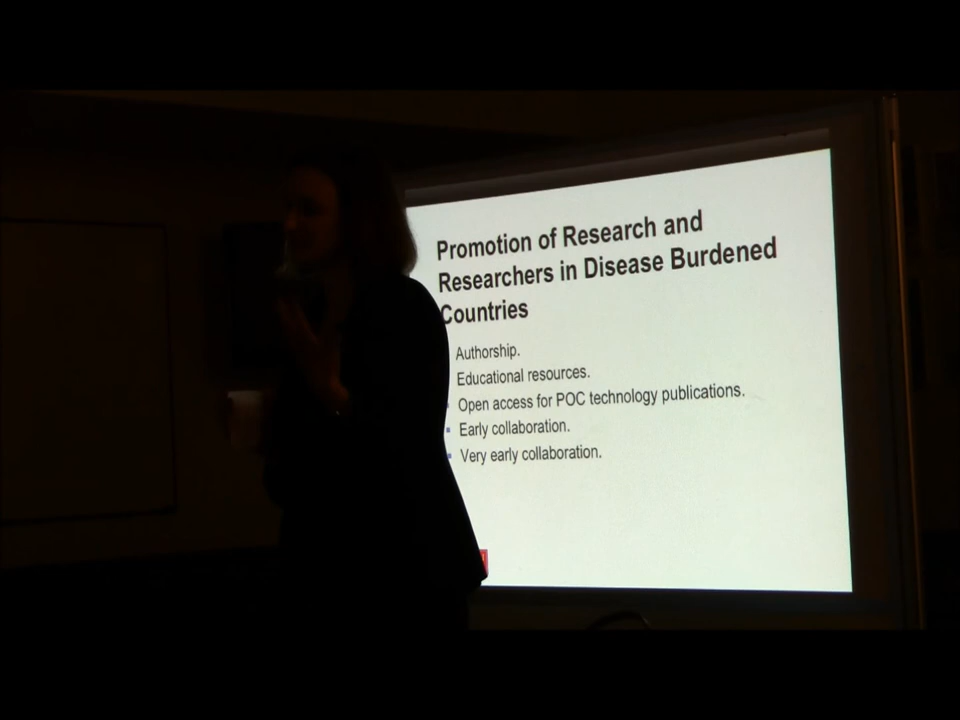 Promotion of Research and
Researchers in Disease Burdened
Countries
Authorship.
Educational resources.
Open access for POC technology publications.
Early collaboration.
Very early collaboration.